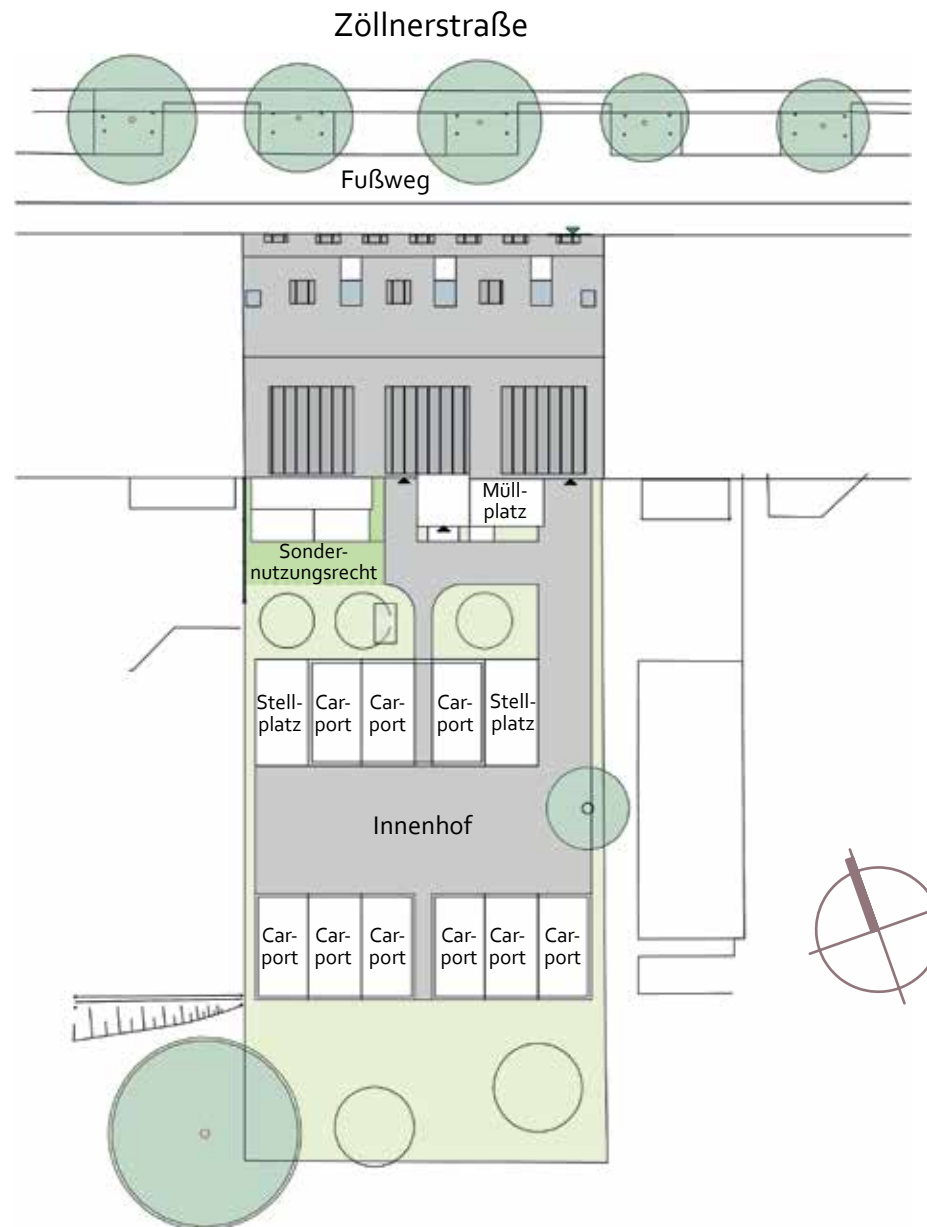 Zöllnerstraße
Fußweg
Müll-
platz
Sonder-
nutzungsrecht
Stell-
platz
Car-
port
Car-
port
Car-
port
Stell-
platz
Innenhof
Car-
port
Car-
port
Car-
port
Car-
port
Car-
port
Car-
port